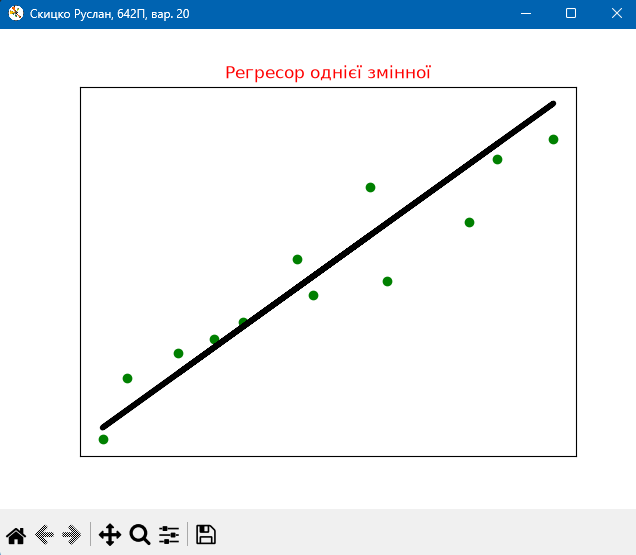 Скицко Руслан, 642П, вар. 20
Регресор однієї змінної